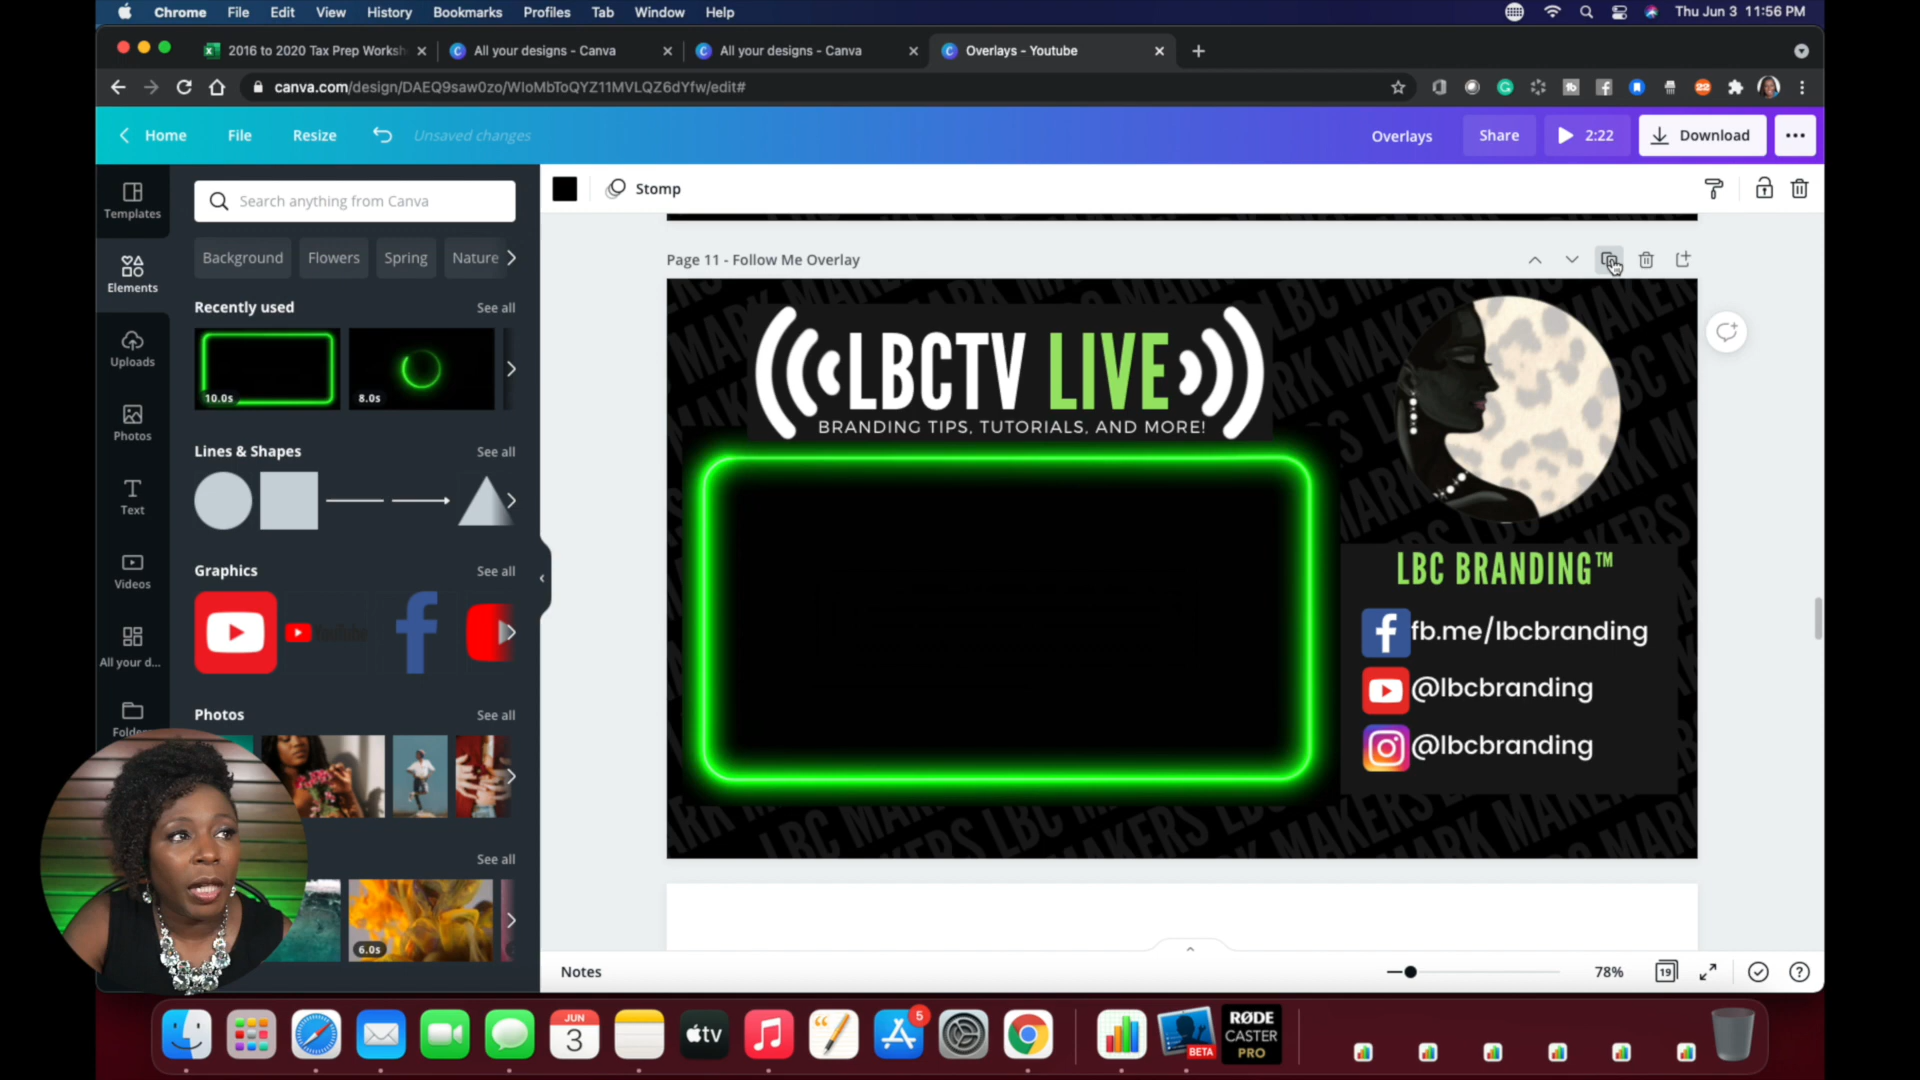 Chrome File Edit View History Bookmarks Profiles Tab Window Help Thu Jun 3 11:56 PM
2016 to 2020 Tax Prep Worksh All your designs - Canva All your designs - Canva Overlays - Youtube
canva.com/design/DAEQ9saw0zo/WIoMbToQYZ11MVLQZ6dYfw/edit# 22
Home File Resize Unsaved changes Overlays Share 2:22 Download
Templates
Elements
Uploads
Photos
Text
Videos
All your d...
Folders
Search anything from Canva
Background Flowers Spring Nature
Recently used See all
10.0s 8.0s
Lines & Shapes See all
Graphics See all
Photos See all
See all
6.0s
Stomp
Page 11 - Follow Me Overlay
LBCTV LIVE
BRANDING TIPS, TUTORIALS, AND MORE!
LBC BRANDING™
fb.me/lbcbranding
@lbcbranding
@lbcbranding
Notes 78% 19
JUN
3
tv
5
BETA
RØDE
CASTER
PRO